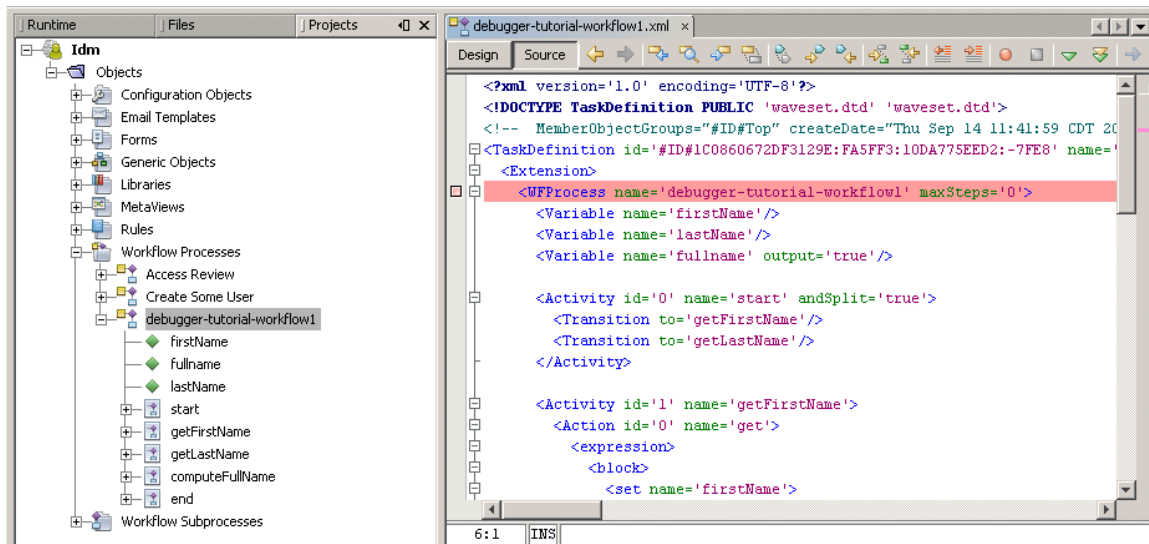 Runtime
Files
Projects
Idm
Objects
Configuration Objects
Email Templates
Forms
Generic Objects
Libraries
MetaViews
Rules
Workflow Processes
Access Review
Create Some User
debugger-tutorial-workflow1
firstName
fullname
lastName
start
getFirstName
getLastName
computeFullName
end
Workflow Subprocesses
debugger-tutorial-workflow1.xml
Design Source
<?xml version='1.0' encoding='UTF-8'?>
<!DOCTYPE TaskDefinition PUBLIC 'waveset.dtd' 'waveset.dtd'>
<!--  MemberObjectGroups="#ID#Top" createDate="Thu Sep 14 11:41:59 CDT 20
<TaskDefinition id='#ID#1C0860672DF3129E:FA5FF3:10DA775EED2:-7FE8' name='
<Extension>
<WFProcess name='debugger-tutorial-workflow1' maxSteps='0'>
<Variable name='firstName'/>
<Variable name='lastName'/>
<Variable name='fullname' output='true'/>
<Activity id='0' name='start' andSplit='true'>
<Transition to='getFirstName'/>
<Transition to='getLastName'/>
</Activity>
<Activity id='1' name='getFirstName'>
<Action id='0' name='get'>
<expression>
<block>
<set name='firstName'>
6:1 INS